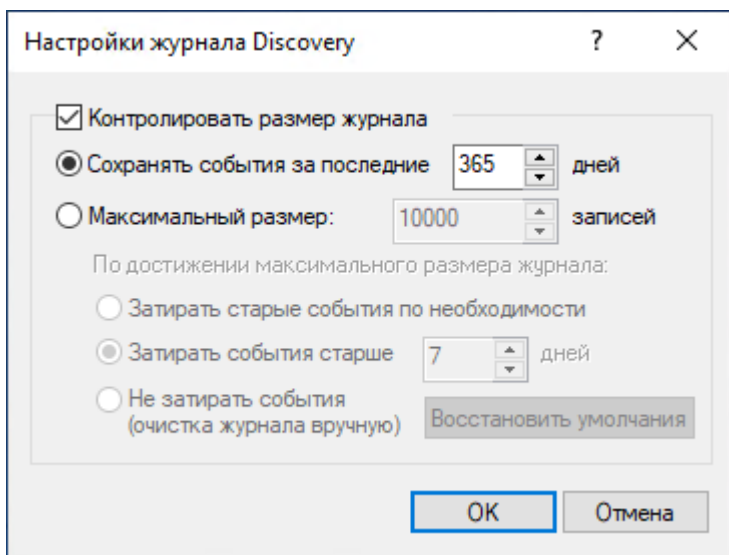 Настройки журнала Discovery
Контролировать размер журнала
Сохранять события за последние 365 дней
Максимальный размер: 10000 записей
По достижении максимального размера журнала:
Затирать старые события по необходимости
Затирать события старше 7 дней
Не затирать события
(очистка журнала вручную) Восстановить умолчания
OK Отмена